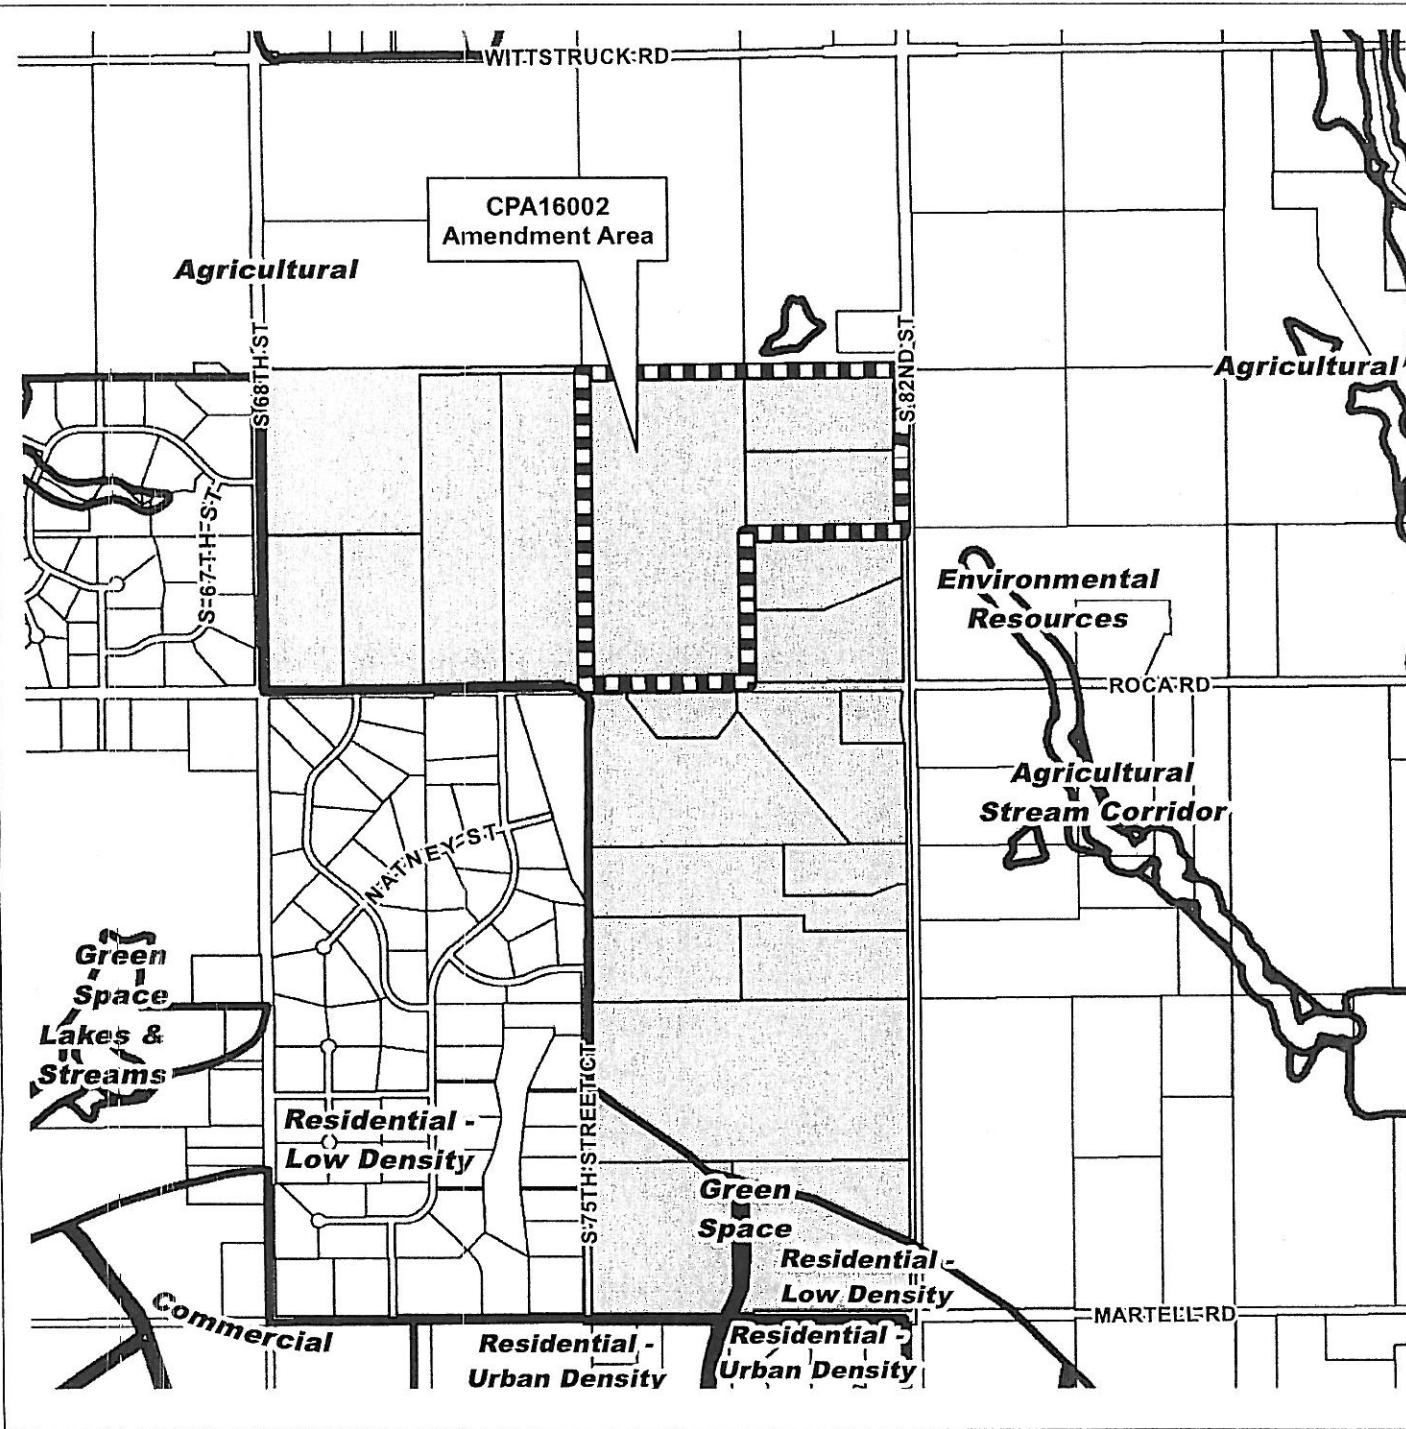 WITTSTRUCK RD
CPA16002
Amendment Area
Agricultural
S 68TH ST
S 82ND ST
Agricultural
S 67TH ST
Environmental
Resources
ROCA RD
Agricultural
Stream Corridor
NATNEY ST
Green
Space
Lakes &
Streams
Residential -
Low Density
S 75TH STREET CT
Green
Space
Residential -
Low Density
Commercial
MARTELL RD
Residential -
Urban Density
Residential -
Urban Density